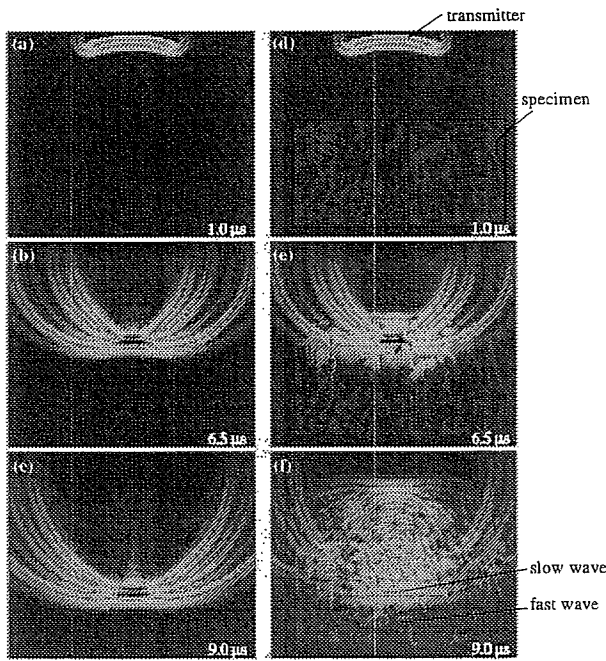 transmitter
(a)
(d)
specimen
1.0 μs
1.0 μs
(b)
(e)
6.5 μs
6.5 μs
(c)
(f)
slow wave
fast wave
9.0 μs
9.0 μs